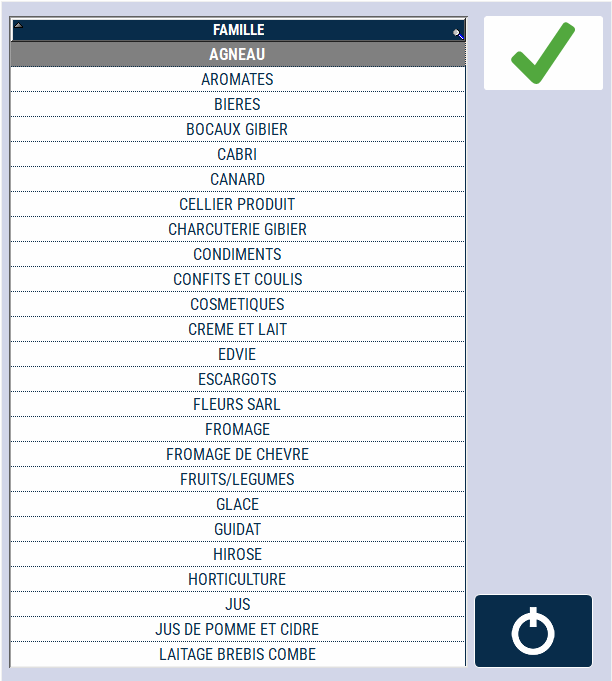 FAMILLE
AGNEAU
AROMATES
BIERES
BOCAUX GIBIER
CABRI
CANARD
CELLIER PRODUIT
CHARCUTERIE GIBIER
CONDIMENTS
CONFITS ET COULIS
COSMETIQUES
CREME ET LAIT
EDVIE
ESCARGOTS
FLEURS SARL
FROMAGE
FROMAGE DE CHEVRE
FRUITS/LEGUMES
GLACE
GUIDAT
HIROSE
HORTICULTURE
JUS
JUS DE POMME ET CIDRE
LAITAGE BREBIS COMBE